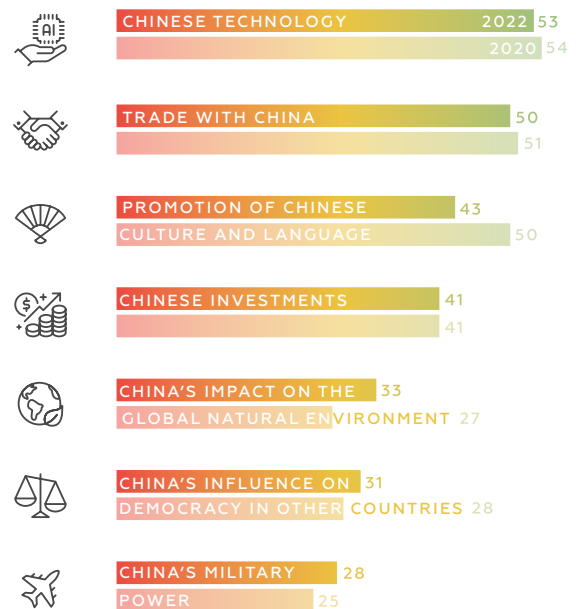 AI
CHINESE TECHNOLOGY 2022 53
2020 54
TRADE WITH CHINA 50
51
PROMOTION OF CHINESE 43
CULTURE AND LANGUAGE 50
$
CHINESE INVESTMENTS 41
41
CHINA'S IMPACT ON THE 33
GLOBAL NATURAL ENVIRONMENT 27
CHINA'S INFLUENCE ON 31
DEMOCRACY IN OTHER COUNTRIES 28
CHINA'S MILITARY 28
POWER 25